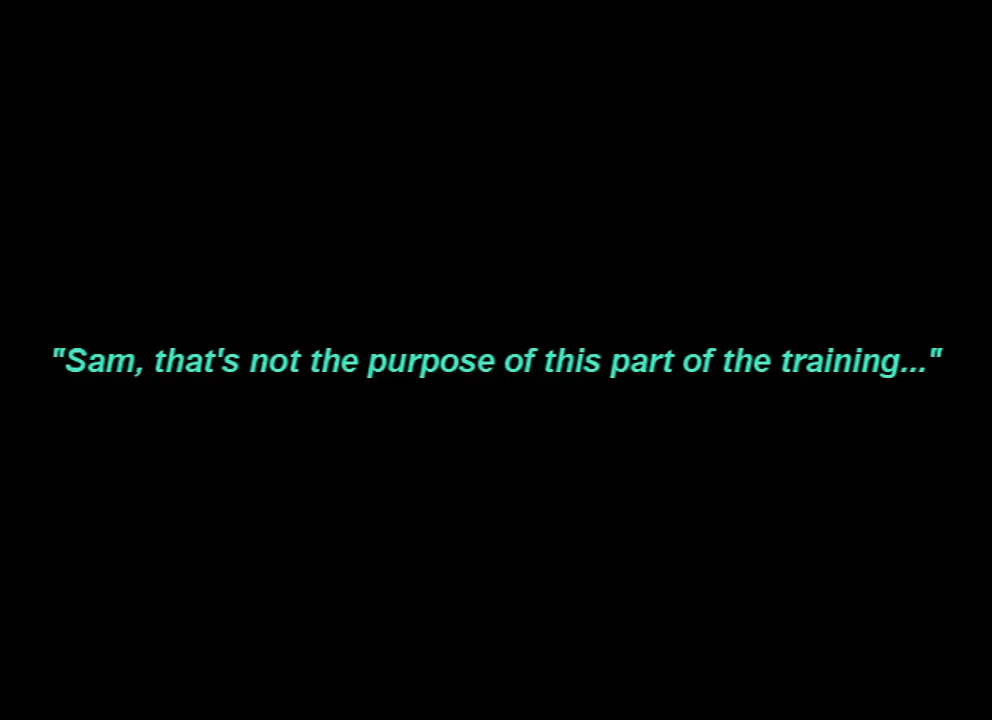 "Sam, that's not the purpose of this part of the training..."